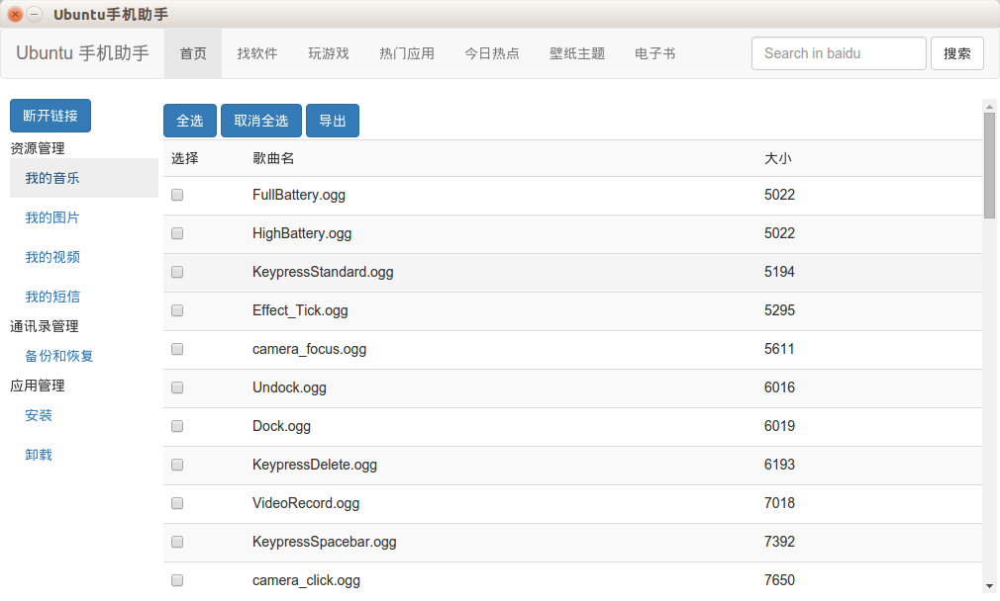 Ubuntu手机助手
Ubuntu 手机助手 首页 找软件 玩游戏 热门应用 今日热点 壁纸主题 电子书 Search in baidu 搜索
断开链接
资源管理
我的音乐
我的图片
我的视频
我的短信
通讯录管理
备份和恢复
应用管理
安装
卸载
全选 取消全选 导出
选择 歌曲名 大小
FullBattery.ogg 5022
HighBattery.ogg 5022
KeypressStandard.ogg 5194
Effect_Tick.ogg 5295
camera_focus.ogg 5611
Undock.ogg 6016
Dock.ogg 6019
KeypressDelete.ogg 6193
VideoRecord.ogg 7018
KeypressSpacebar.ogg 7392
camera_click.ogg 7650